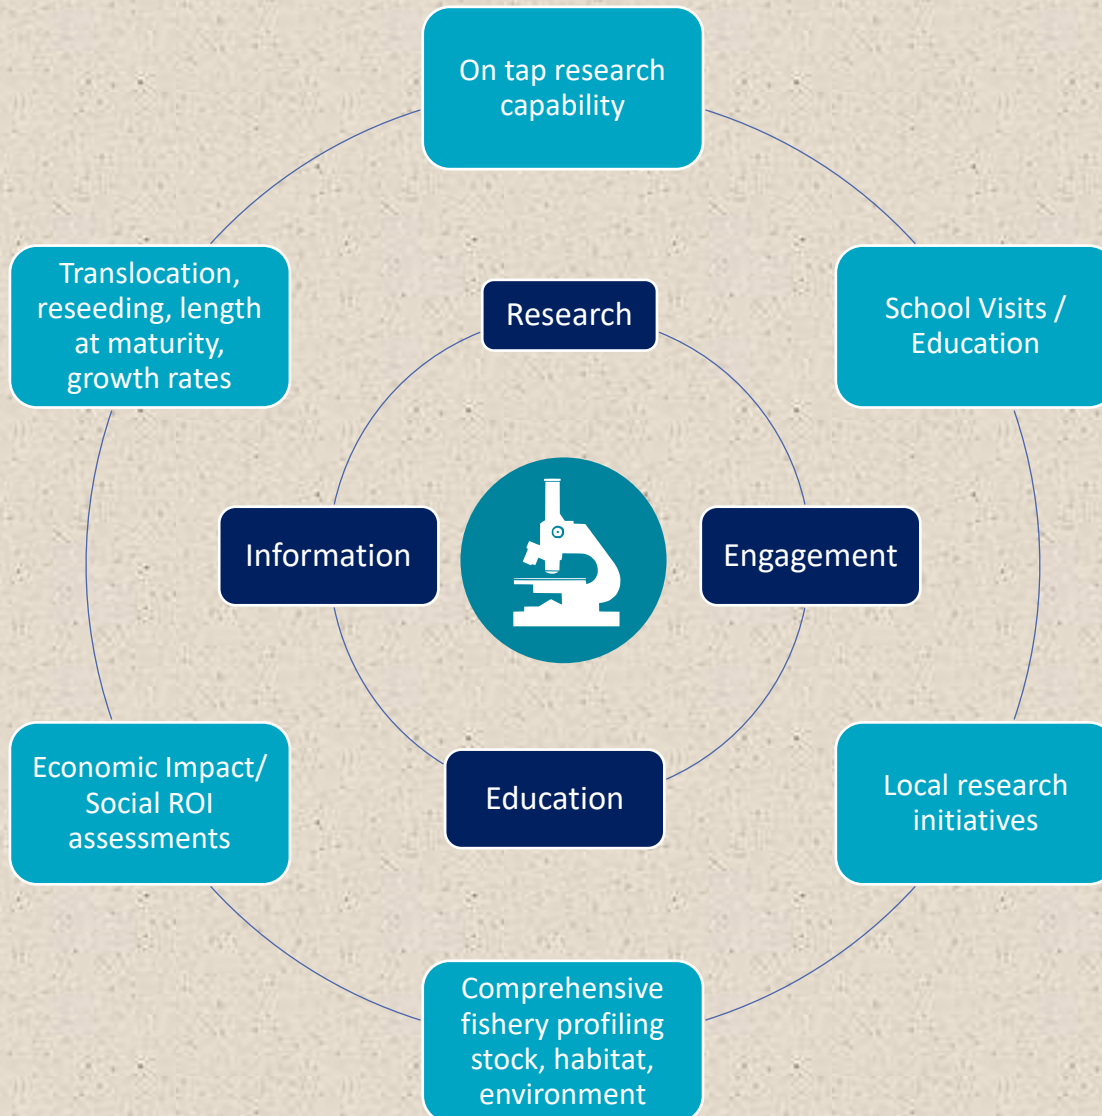 On tap research
capability
Translocation,
reseeding, length
at maturity,
growth rates
Research
School Visits /
Education
Information
Engagement
Economic Impact/
Social ROI
assessments
Education
Local research
initiatives
Comprehensive
fishery profiling
stock, habitat,
environment